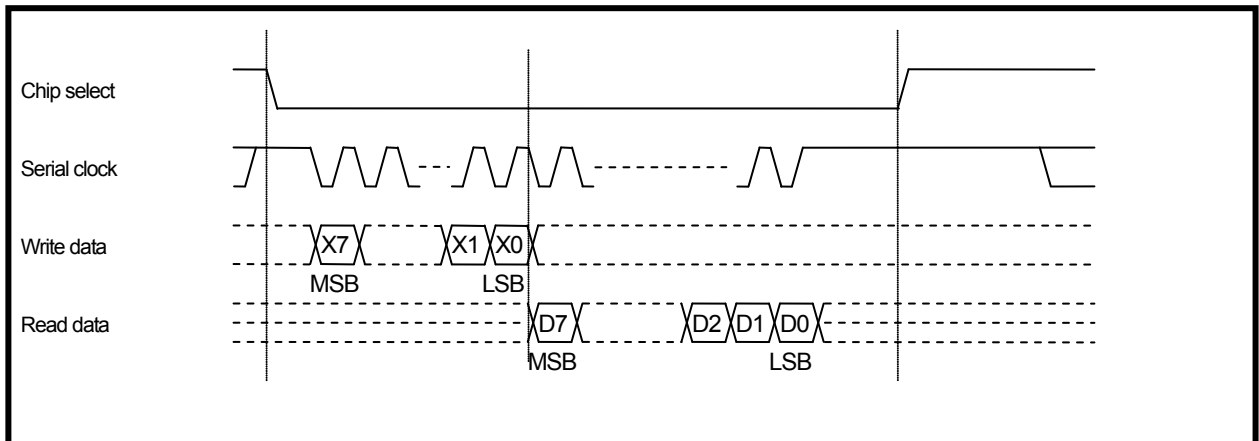 Chip select
Serial clock
Write data
X7 X1 X0
MSB LSB
Read data
D7 D2 D1 D0
MSB LSB